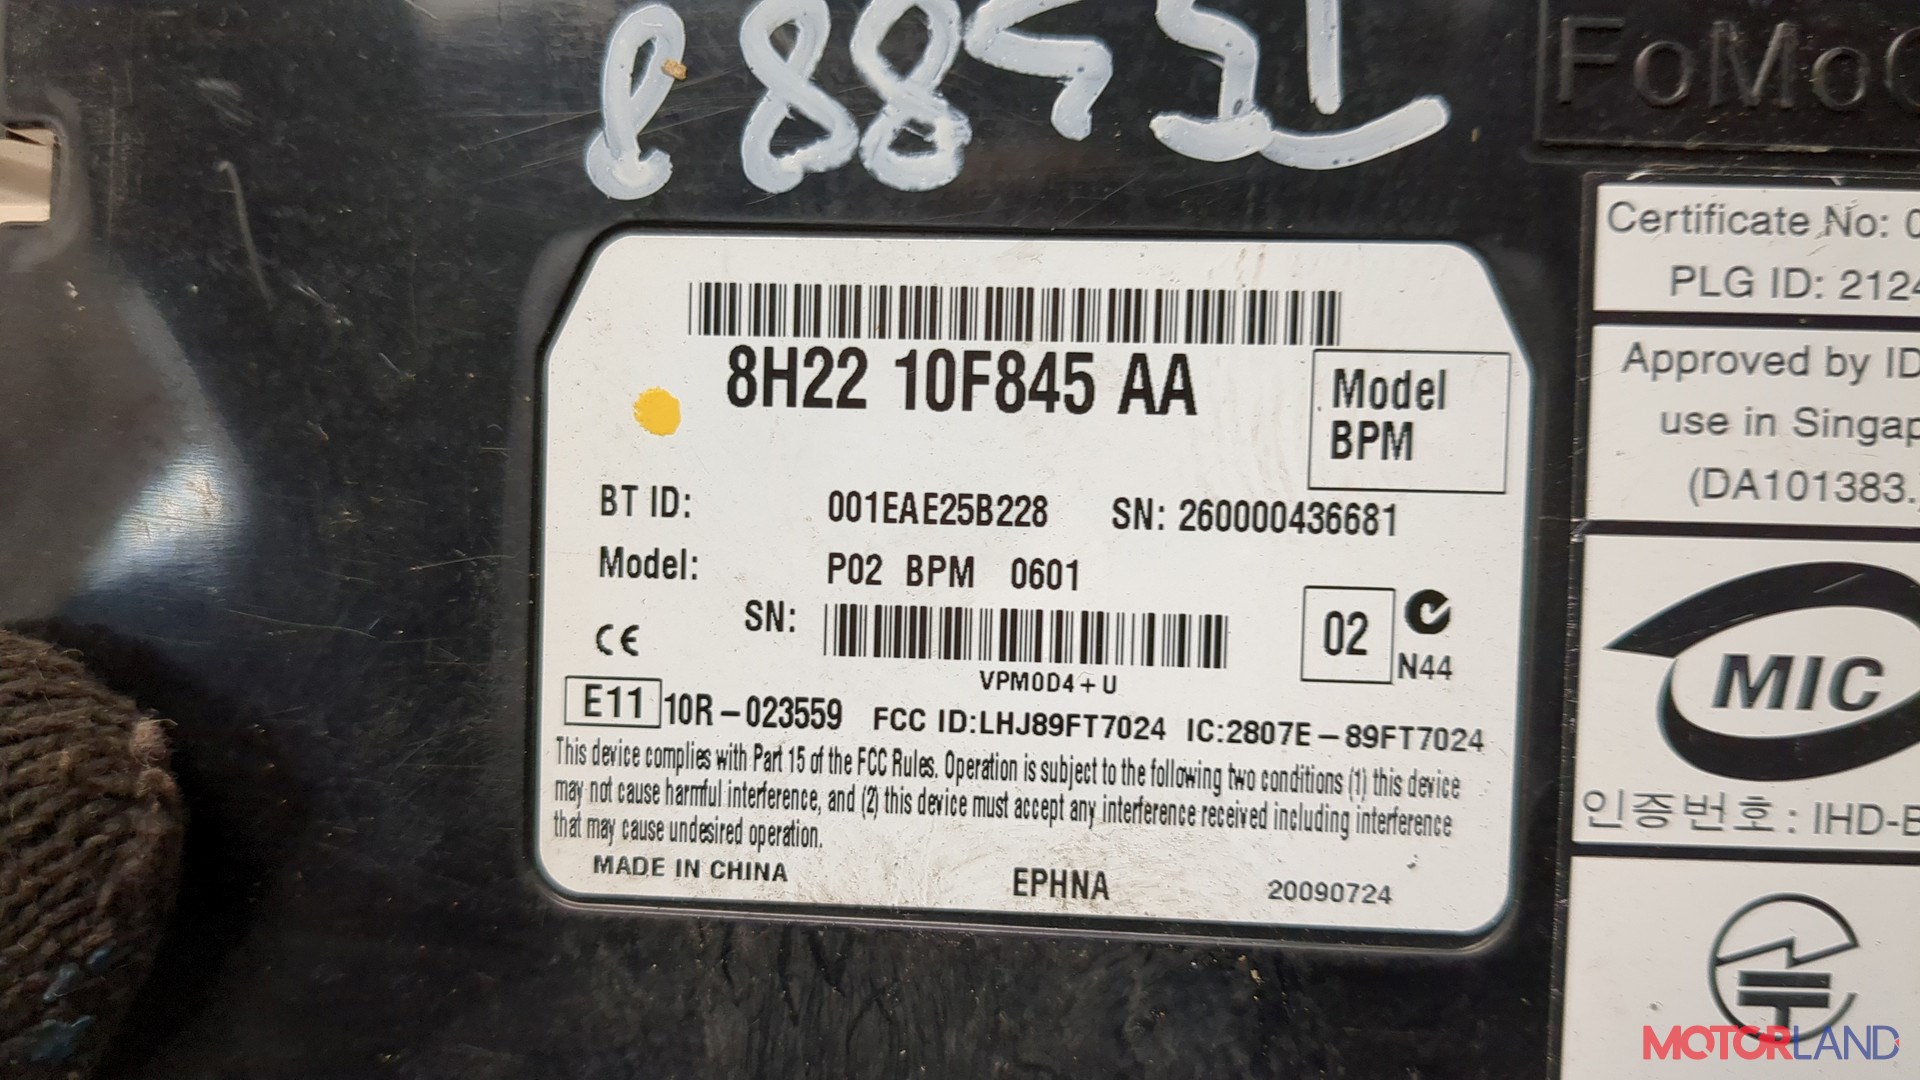 FoMoC
8H22 10F845 AA
Model
BPM
BT ID: 001EAE25B228 SN: 260000436681
Model: P02 BPM 0601
SN:
VPM0D4+U
02
N44
CE
E11 10R-023559 FCC ID:LHJ89FT7024 IC:2807E-89FT7024
This device complies with Part 15 of the FCC Rules. Operation is subject to the following two conditions (1) this device
may not cause harmful interference, and (2) this device must accept any interference received including interference
that may cause undesired operation.
MADE IN CHINA EPHNA 20090724
Certificate No: 0
PLG ID: 2124
Approved by ID
use in Singap
(DA101383.
MIC
인증번호: IHD-B
MOTORLAND